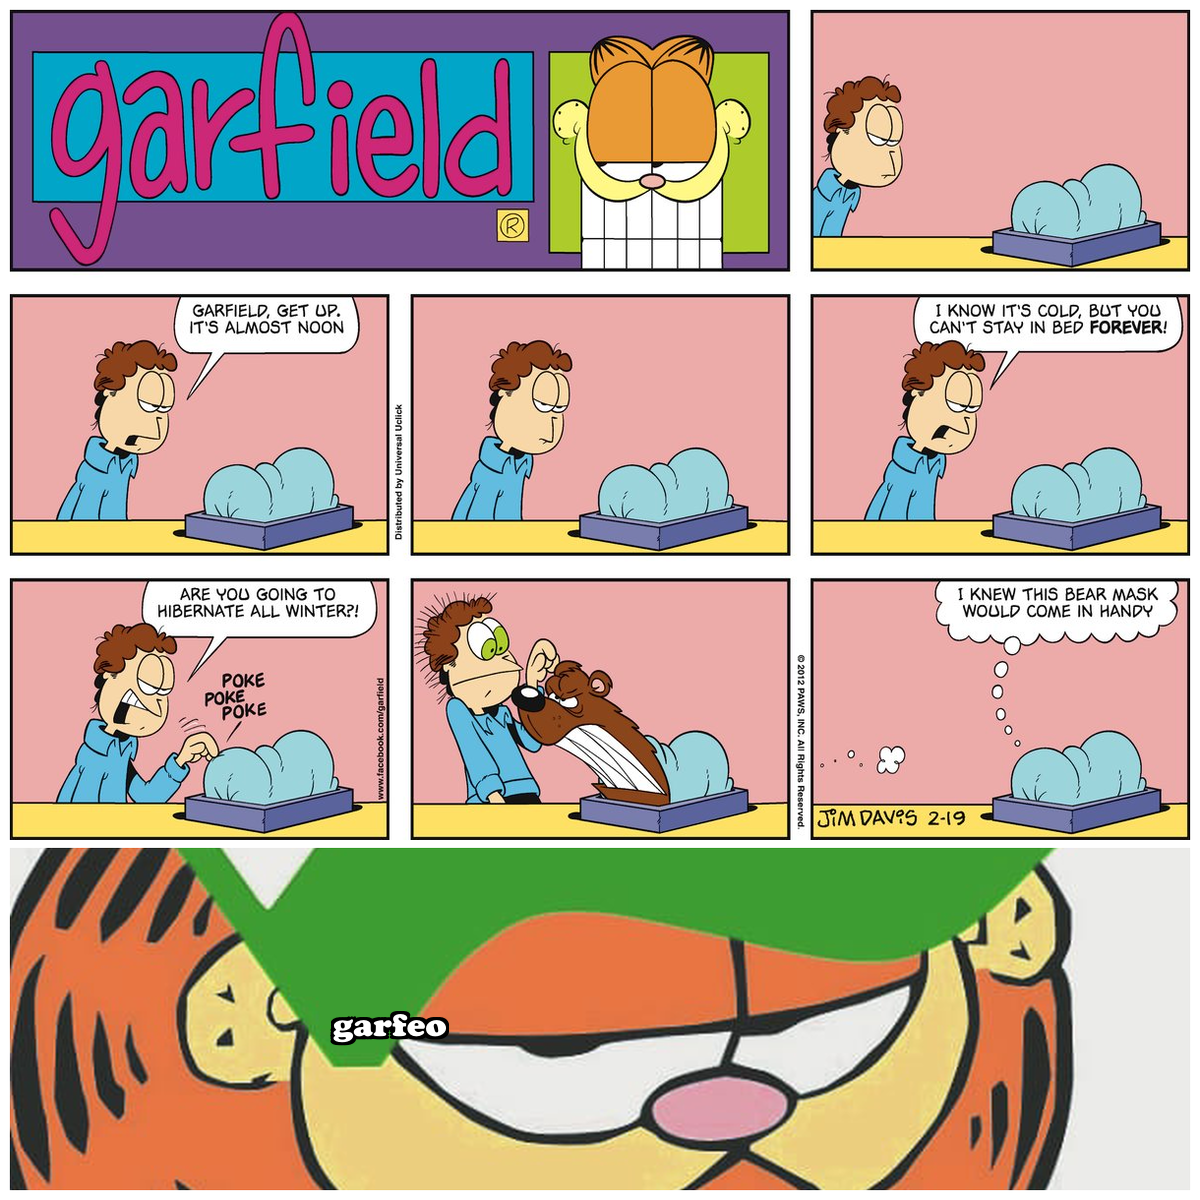 garfield
®
GARFIELD, GET UP.
IT'S ALMOST NOON
Distributed by Universal Uclick
I KNOW IT'S COLD, BUT YOU
CAN'T STAY IN BED FOREVER!
ARE YOU GOING TO
HIBERNATE ALL WINTER?!
POKE
POKE
POKE
www.facebook.com/garfield
© 2012 PAWS, INC. All Rights Reserved.
I KNEW THIS BEAR MASK
WOULD COME IN HANDY
JiM DAViS 2-19
garfeo